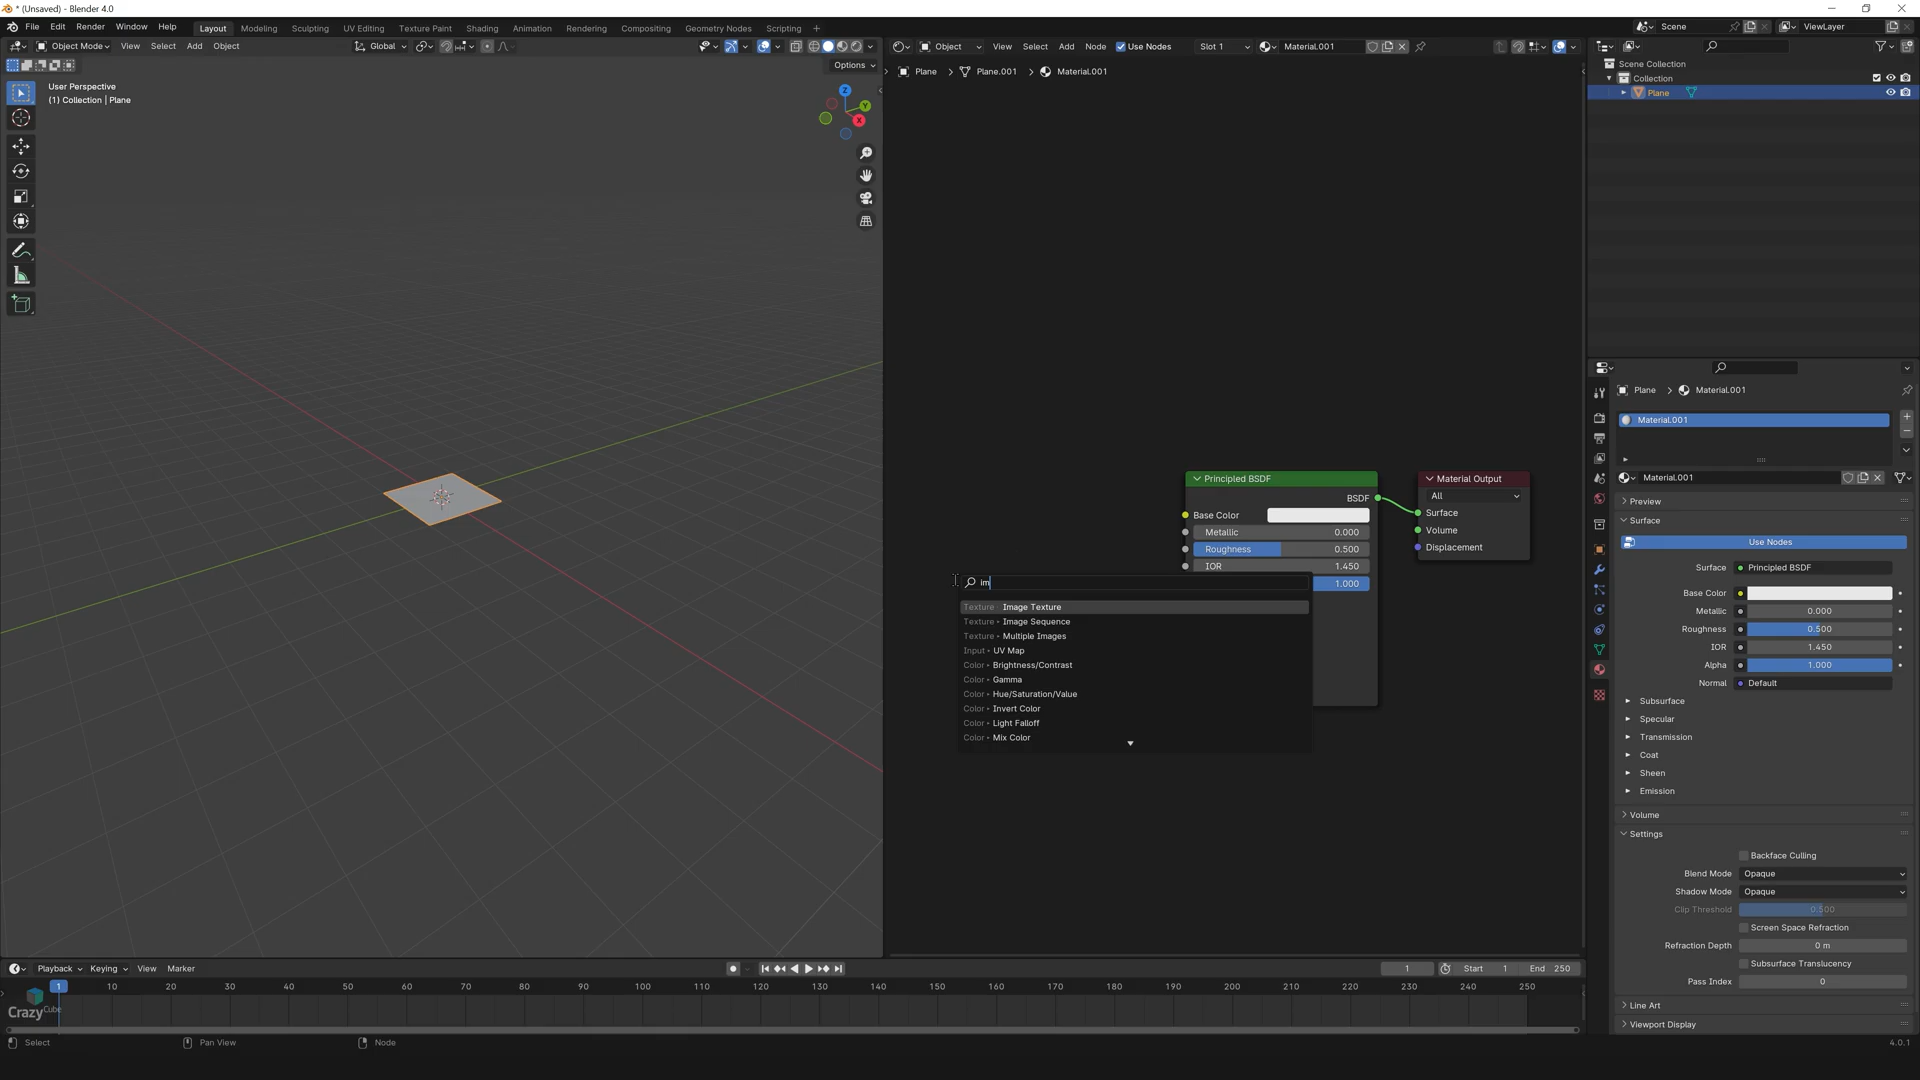 * (Unsaved) - Blender 4.0
File Edit Render Window Help
Layout Modeling Sculpting UV Editing Texture Paint Shading Animation Rendering Compositing Geometry Nodes Scripting +
Scene ViewLayer
Object Mode View Select Add Object Global
Object View Select Add Node Use Nodes Slot 1 Material.001
Options
User Perspective
(1) Collection | Plane
Z Y X
Plane > Plane.001 > Material.001
Scene Collection
Collection
Plane
Principled BSDF
BSDF
Base Color
Metallic 0.000
Roughness 0.500
IOR 1.450
1.000
Material Output
All
Surface
Volume
Displacement
im
Texture Image Texture
Texture Image Sequence
Texture Multiple Images
Input UV Map
Color Brightness/Contrast
Color Gamma
Color Hue/Saturation/Value
Color Invert Color
Color Light Falloff
Color Mix Color
Plane > Material.001
Material.001
Material.001
Preview
Surface
Use Nodes
Surface Principled BSDF
Base Color
Metallic 0.000
Roughness 0.500
IOR 1.450
Alpha 1.000
Normal Default
Subsurface
Specular
Transmission
Coat
Sheen
Emission
Volume
Settings
Backface Culling
Blend Mode Opaque
Shadow Mode Opaque
Clip Threshold 0.500
Screen Space Refraction
Refraction Depth 0 m
Subsurface Translucency
Pass Index 0
Line Art
Viewport Display
Playback Keying View Marker
1 Start 1 End 250
1 10 20 30 40 50 60 70 80 90 100 110 120 130 140 150 160 170 180 190 200 210 220 230 240 250
CrazyCube
Select Pan View Node
4.0.1